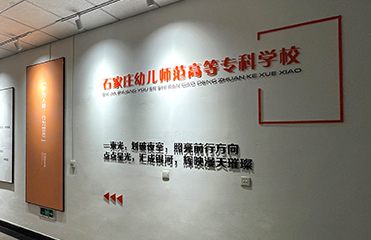 石家庄幼儿师范高等专科学校
SHI JIA ZHUANG YOU ER SHI FAN GAO DENG ZHUAN KE XUE XIAO
一束光，划破夜空，照亮前行方向
点点星光，汇成银河，辉映漫天璀璨